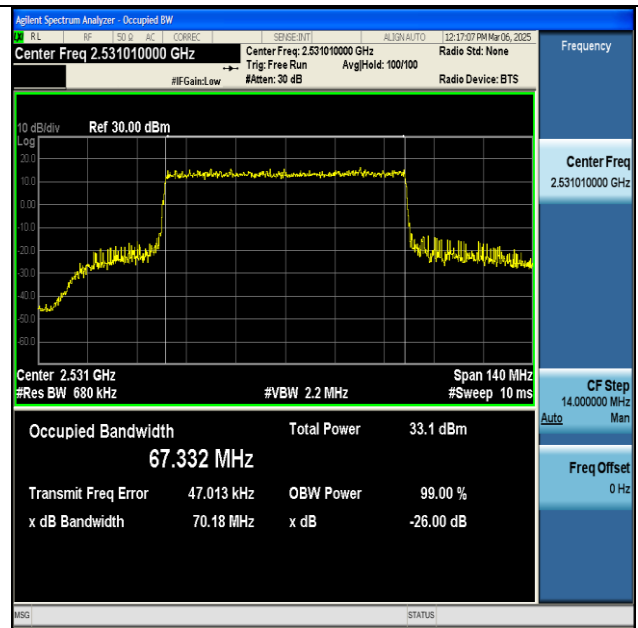 Agilent Spectrum Analyzer - Occupied BW
LXI RL RF 50 Ω AC CORREC SENSE:INT ALIGN AUTO 12:17:07 PM Mar 06, 2025
Center Freq 2.531010000 GHz
Center Freq: 2.531010000 GHz
Radio Std: None
Trig: Free Run Avg|Hold: 100/100
#IFGain:Low
#Atten: 30 dB
Radio Device: BTS
Frequency
10 dB/div Ref 30.00 dBm
Log
20.0
10.0
0.00
-10.0
-20.0
-30.0
-40.0
-50.0
-60.0
Center 2.531 GHz Span 140 MHz
#Res BW 680 kHz #VBW 2.2 MHz #Sweep 10 ms
Occupied Bandwidth Total Power 33.1 dBm
67.332 MHz
Transmit Freq Error 47.013 kHz OBW Power 99.00 %
x dB Bandwidth 70.18 MHz x dB -26.00 dB
Center Freq
2.531010000 GHz
CF Step
14.000000 MHz
Auto Man
Freq Offset
0 Hz
MSG STATUS